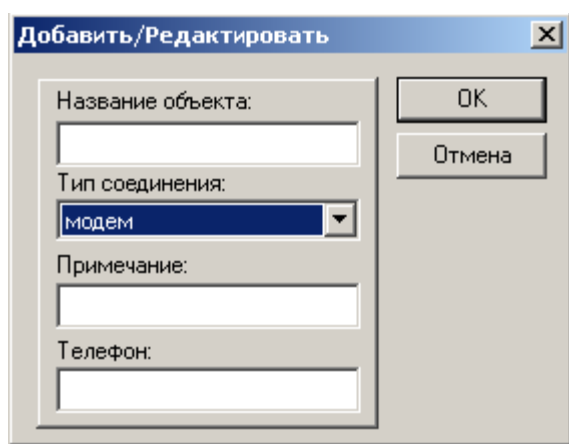 Добавить/Редактировать
Название объекта:
OK
Отмена
Тип соединения:
модем
Примечание:
Телефон: